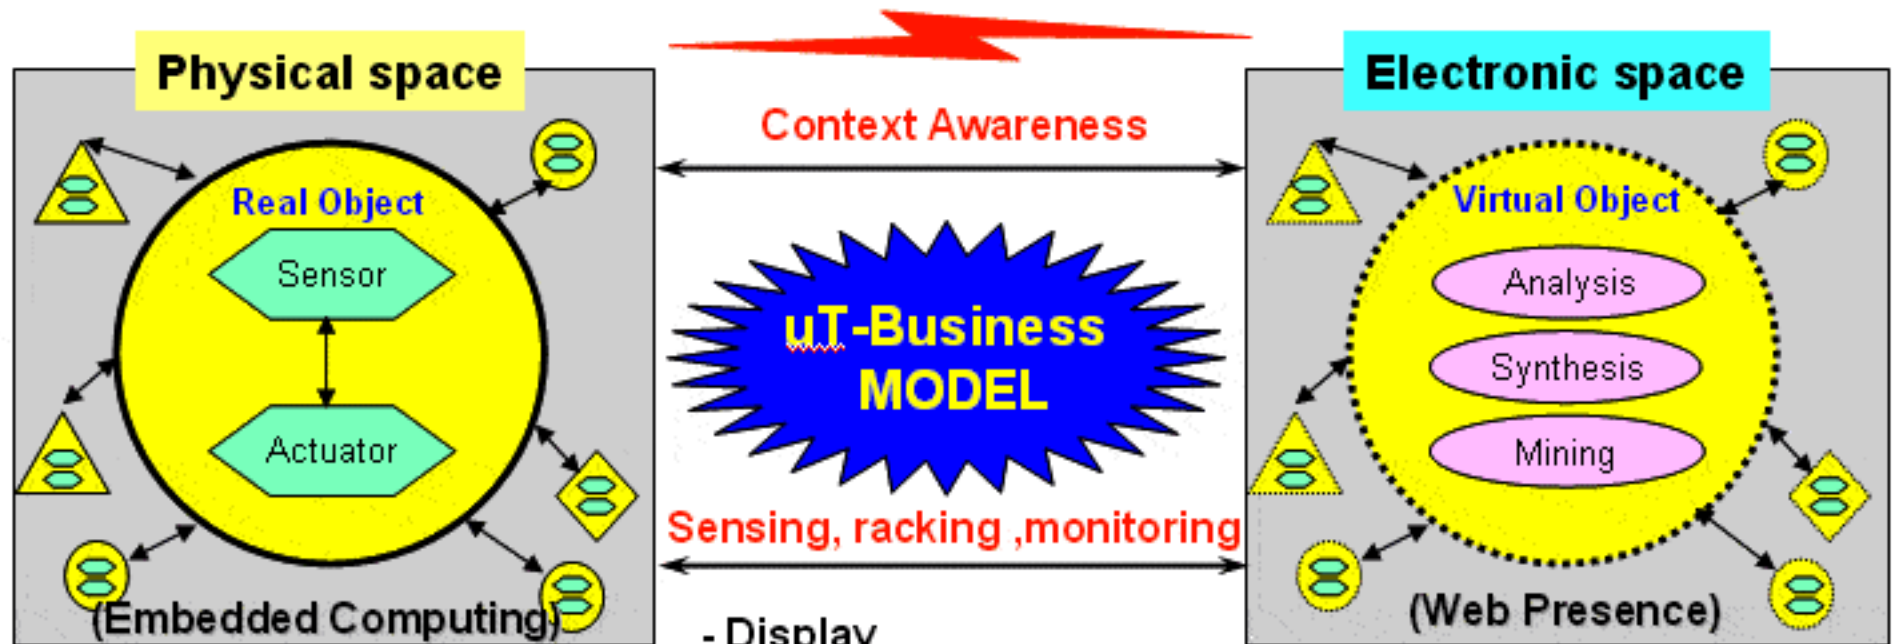 Physical space
Real Object
Sensor
Actuator
(Embedded Computing)
Context Awareness
uT-Business
MODEL
Sensing, racking ,monitoring
- Display
Electronic space
Virtual Object
Analysis
Synthesis
Mining
(Web Presence)